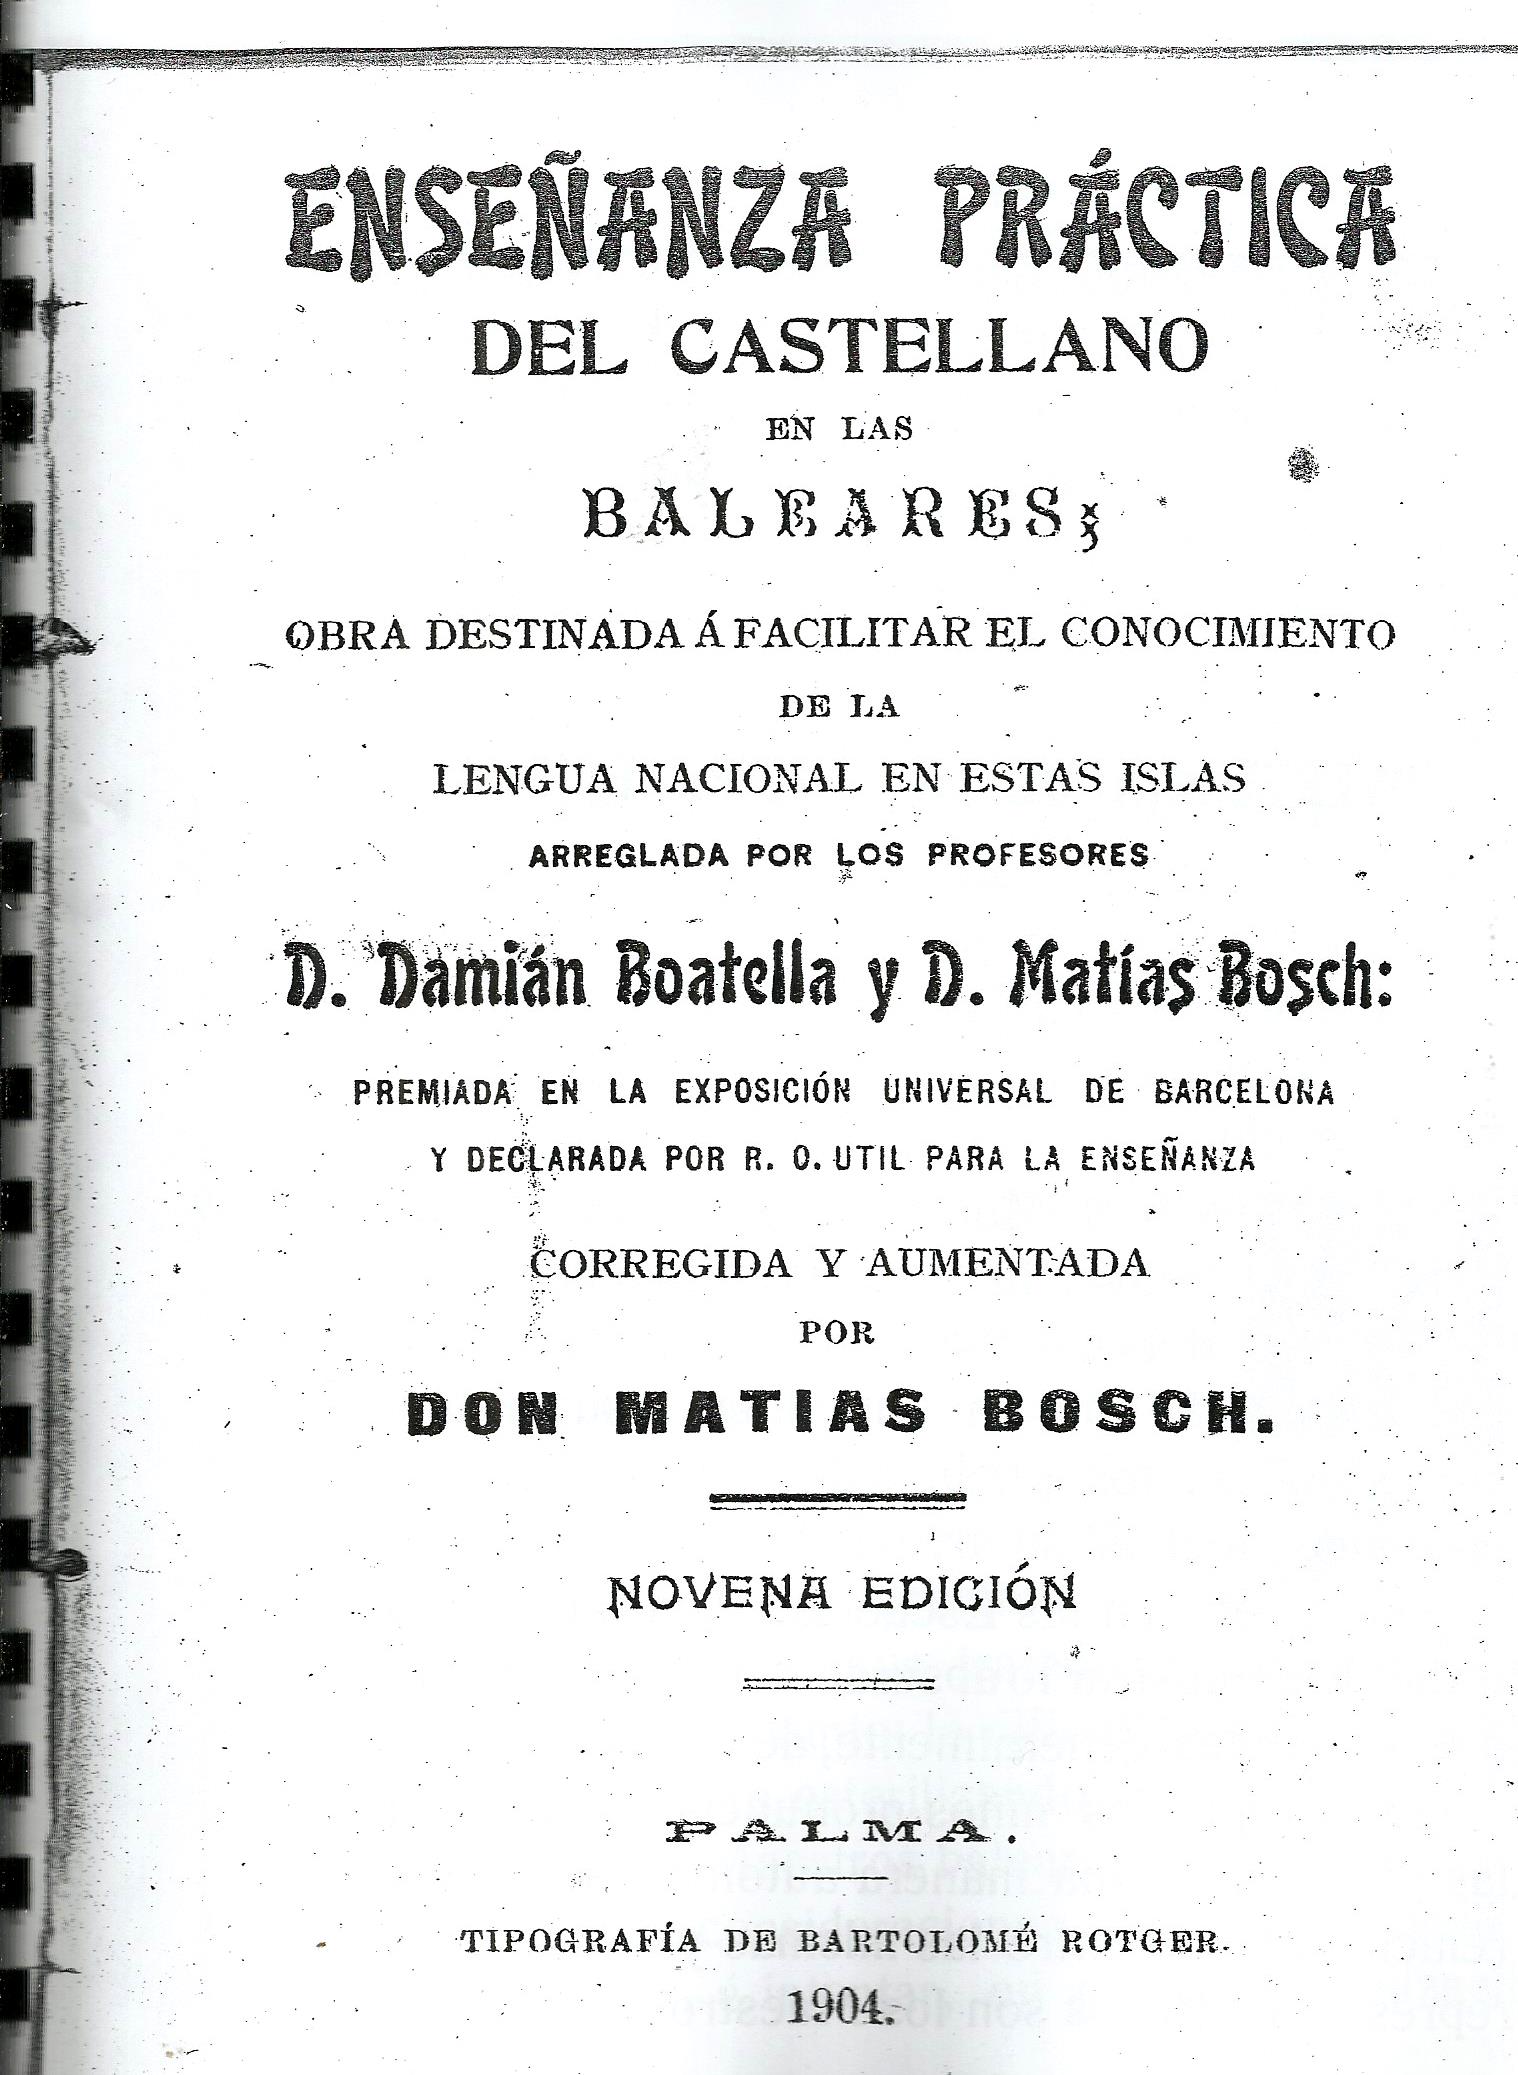 ENSEÑANZA PRÁCTICA
DEL CASTELLANO
EN LAS
BALEARES;
OBRA DESTINADA Á FACILITAR EL CONOCIMIENTO
DE LA
LENGUA NACIONAL EN ESTAS ISLAS
ARREGLADA POR LOS PROFESORES
D. Damián Boatella y D. Matías Bosch:
PREMIADA EN LA EXPOSICIÓN UNIVERSAL DE BARCELONA
Y DECLARADA POR R. O. UTIL PARA LA ENSEÑANZA
CORREGIDA Y AUMENTADA
POR
DON MATIAS BOSCH.
NOVENA EDICIÓN
PALMA.
TIPOGRAFÍA DE BARTOLOMÉ ROTGER.
1904.